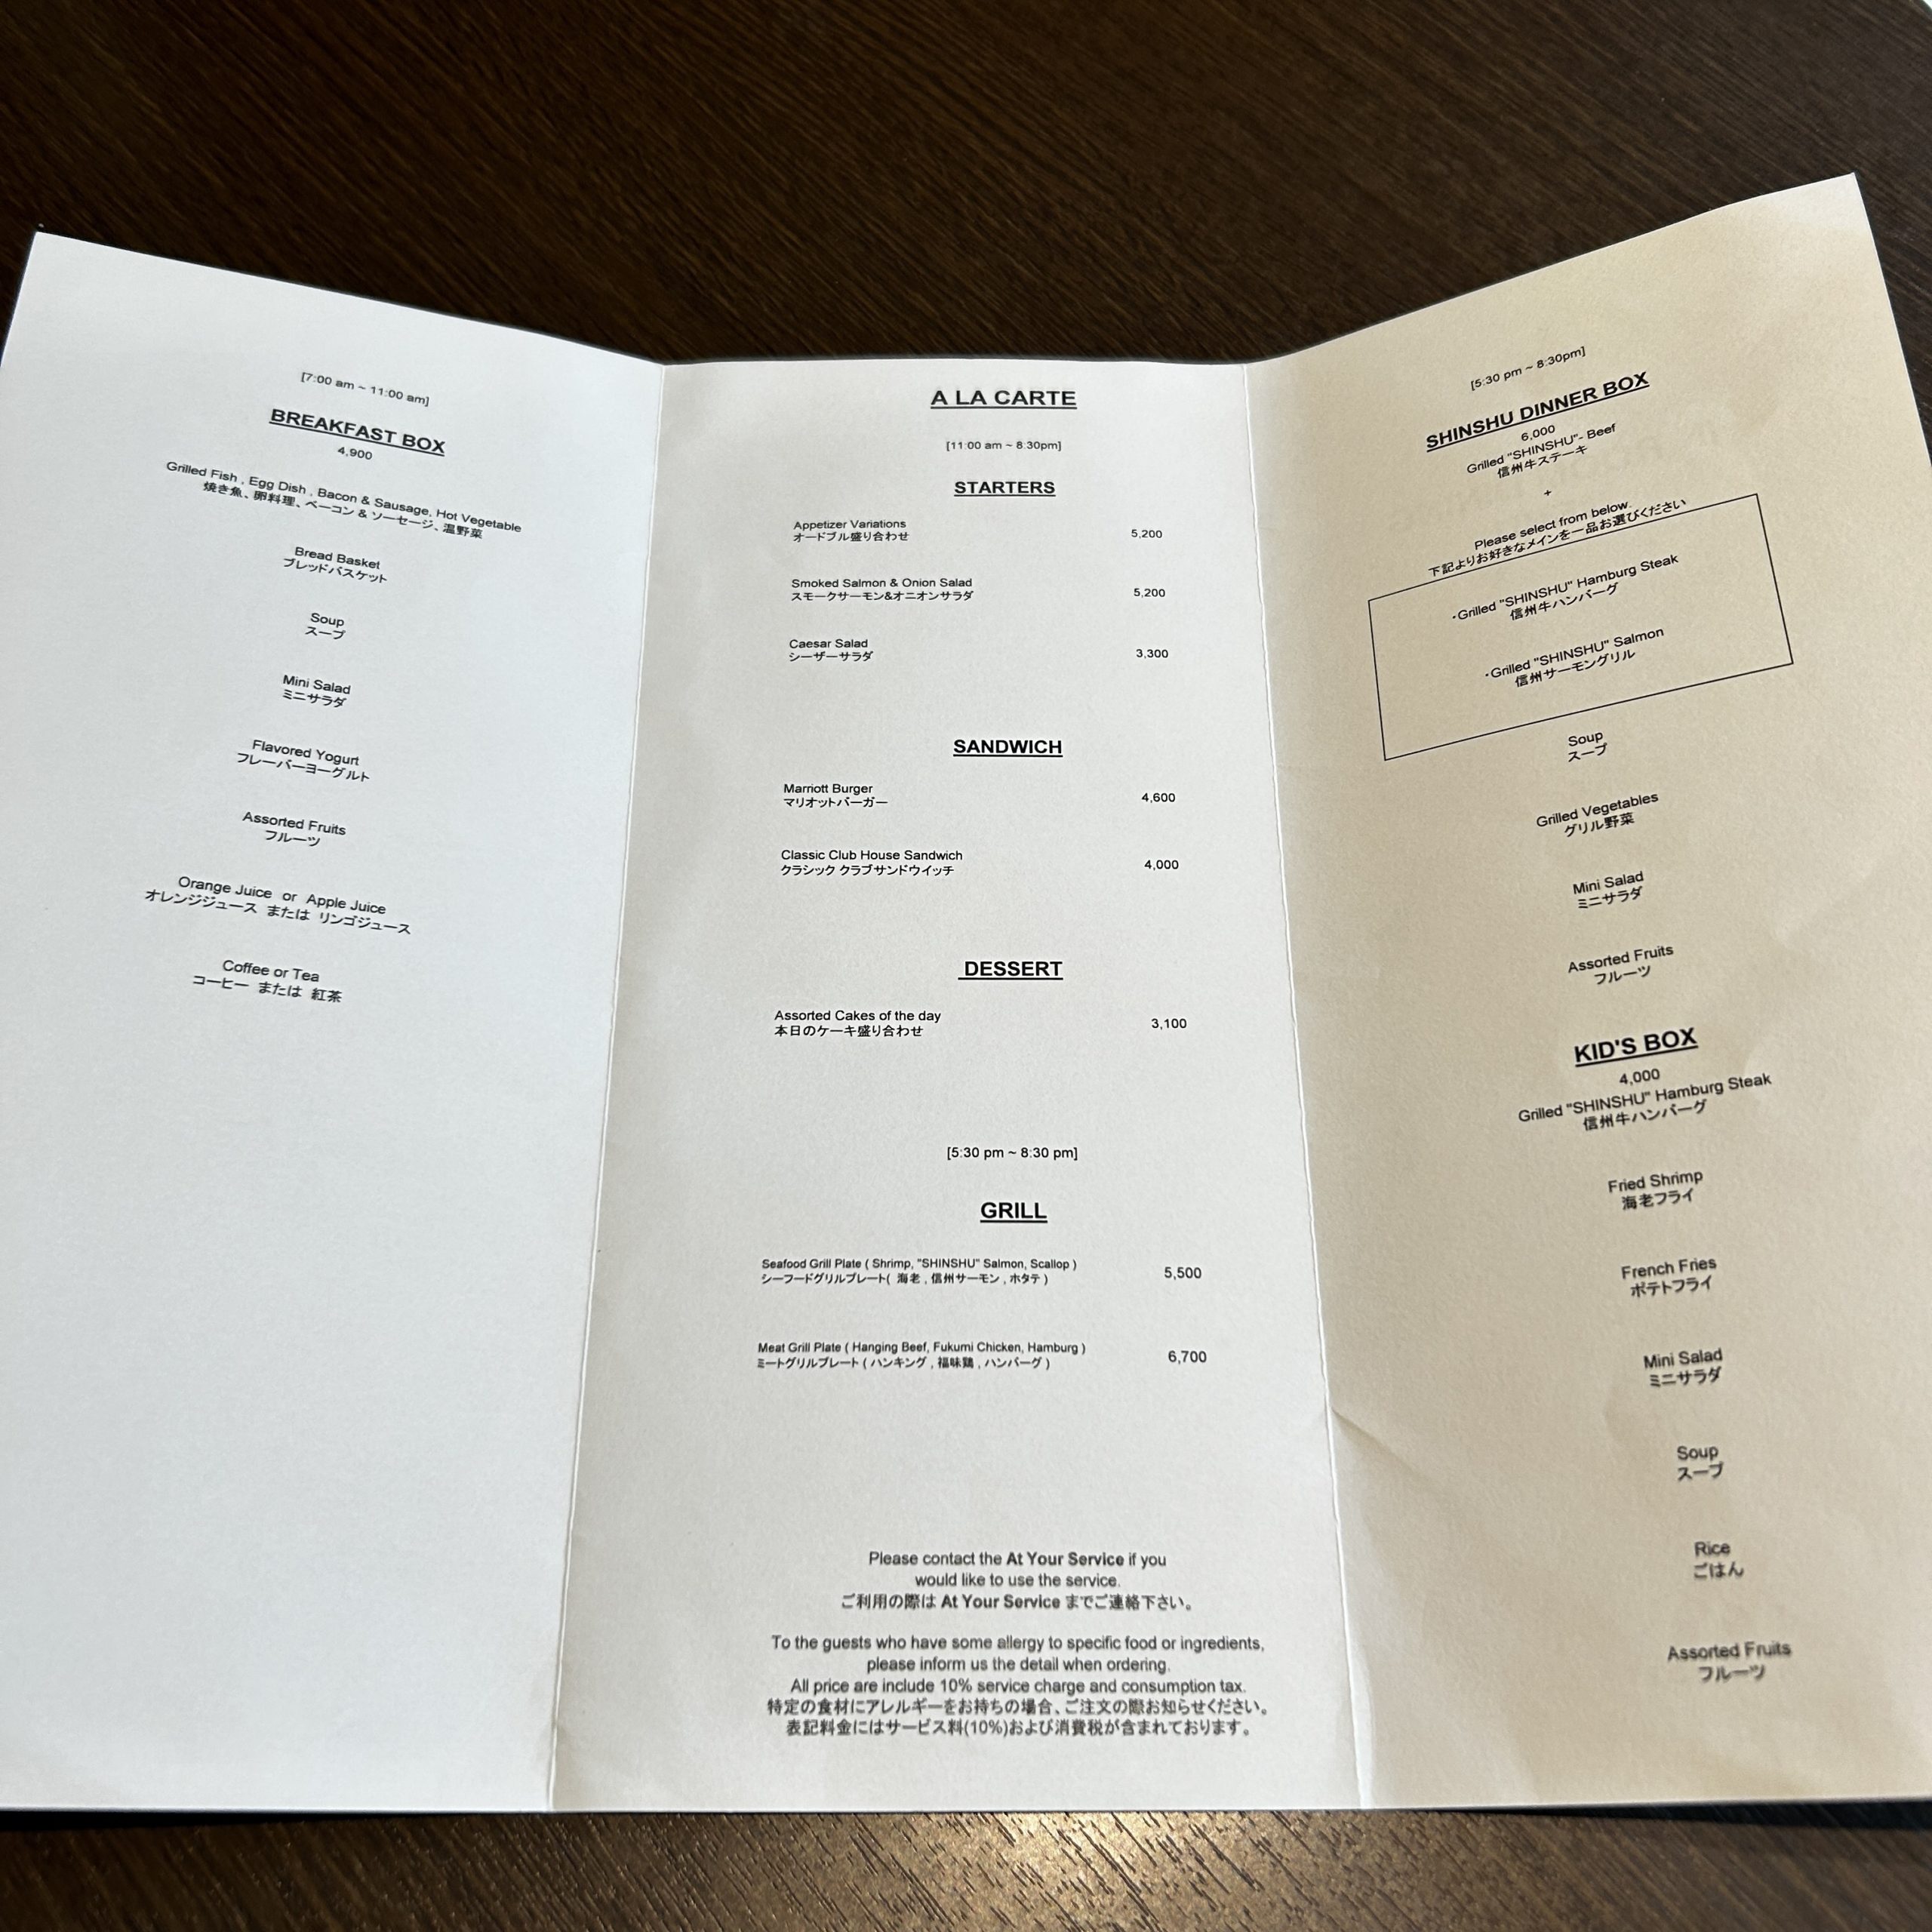 [7:00 am ~ 11:00 am]
BREAKFAST BOX
4,900
Grilled Fish , Egg Dish , Bacon & Sausage, Hot Vegetable
焼き魚、卵料理、ベーコン & ソーセージ、温野菜
Bread Basket
ブレッドバスケット
Soup
スープ
Mini Salad
ミニサラダ
Flavored Yogurt
フレーバーヨーグルト
Assorted Fruits
フルーツ
Orange Juice or Apple Juice
オレンジジュース または リンゴジュース
Coffee or Tea
コーヒー または 紅茶
A LA CARTE
[11:00 am ~ 8:30pm]
STARTERS
Appetizer Variations
オードブル盛り合わせ 5,200
Smoked Salmon & Onion Salad
スモークサーモン&オニオンサラダ 5,200
Caesar Salad
シーザーサラダ 3,300
SANDWICH
Marriott Burger
マリオットバーガー 4,600
Classic Club House Sandwich
クラシック クラブサンドウイッチ 4,000
DESSERT
Assorted Cakes of the day
本日のケーキ盛り合わせ 3,100
[5:30 pm ~ 8:30 pm]
GRILL
Seafood Grill Plate ( Shrimp, "SHINSHU" Salmon, Scallop )
シーフードグリルプレート( 海老 , 信州サーモン , ホタテ ) 5,500
Meat Grill Plate ( Hanging Beef, Fukumi Chicken, Hamburg )
ミートグリルプレート ( ハンキング , 福味鶏 , ハンバーグ ) 6,700
Please contact the At Your Service if you
would like to use the service.
ご利用の際は At Your Service までご連絡下さい。
To the guests who have some allergy to specific food or ingredients,
please inform us the detail when ordering.
All price are include 10% service charge and consumption tax.
特定の食材にアレルギーをお持ちの場合、ご注文の際お知らせください。
表記料金にはサービス料(10%)および消費税が含まれております。
[5:30 pm ~ 8:30pm]
SHINSHU DINNER BOX
6,000
Grilled "SHINSHU"- Beef
信州牛ステーキ
+
Please select from below.
下記よりお好きなメインを一品お選びください
・Grilled "SHINSHU" Hamburg Steak
信州牛ハンバーグ
・Grilled "SHINSHU" Salmon
信州サーモングリル
Soup
スープ
Grilled Vegetables
グリル野菜
Mini Salad
ミニサラダ
Assorted Fruits
フルーツ
KID'S BOX
4,000
Grilled "SHINSHU" Hamburg Steak
信州牛ハンバーグ
Fried Shrimp
海老フライ
French Fries
ポテトフライ
Mini Salad
ミニサラダ
Soup
スープ
Rice
ごはん
Assorted Fruits
フルーツ